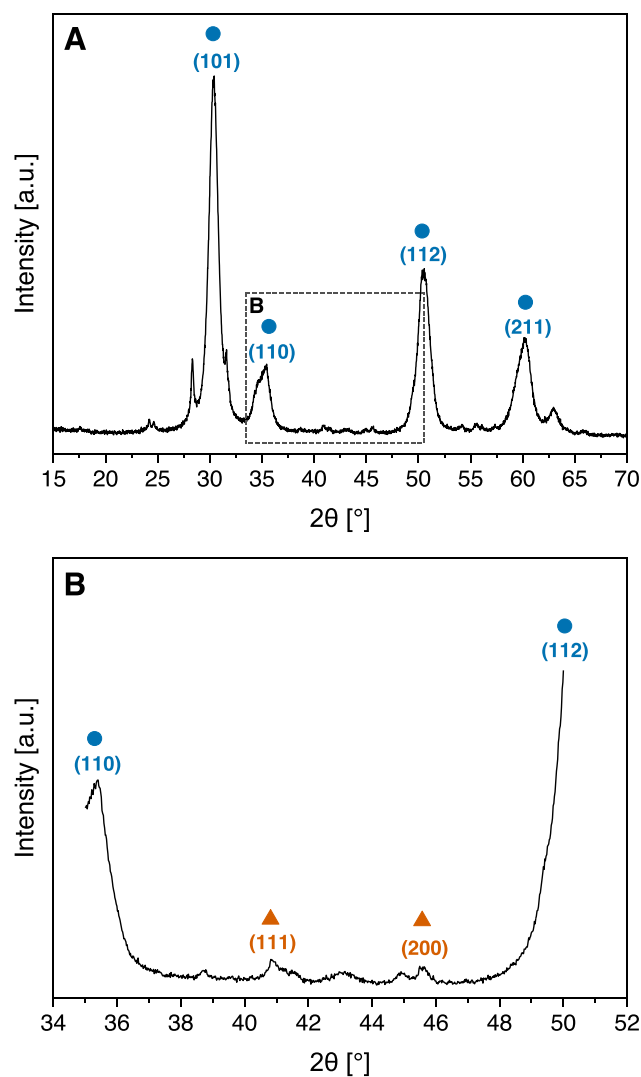 A
(101)
(112)
B
(211)
(110)
Intensity [a.u.]
15 20 25 30 35 40 45 50 55 60 65 70
2θ [°]
B
(112)
(110)
(111)
(200)
Intensity [a.u.]
34 36 38 40 42 44 46 48 50 52
2θ [°]